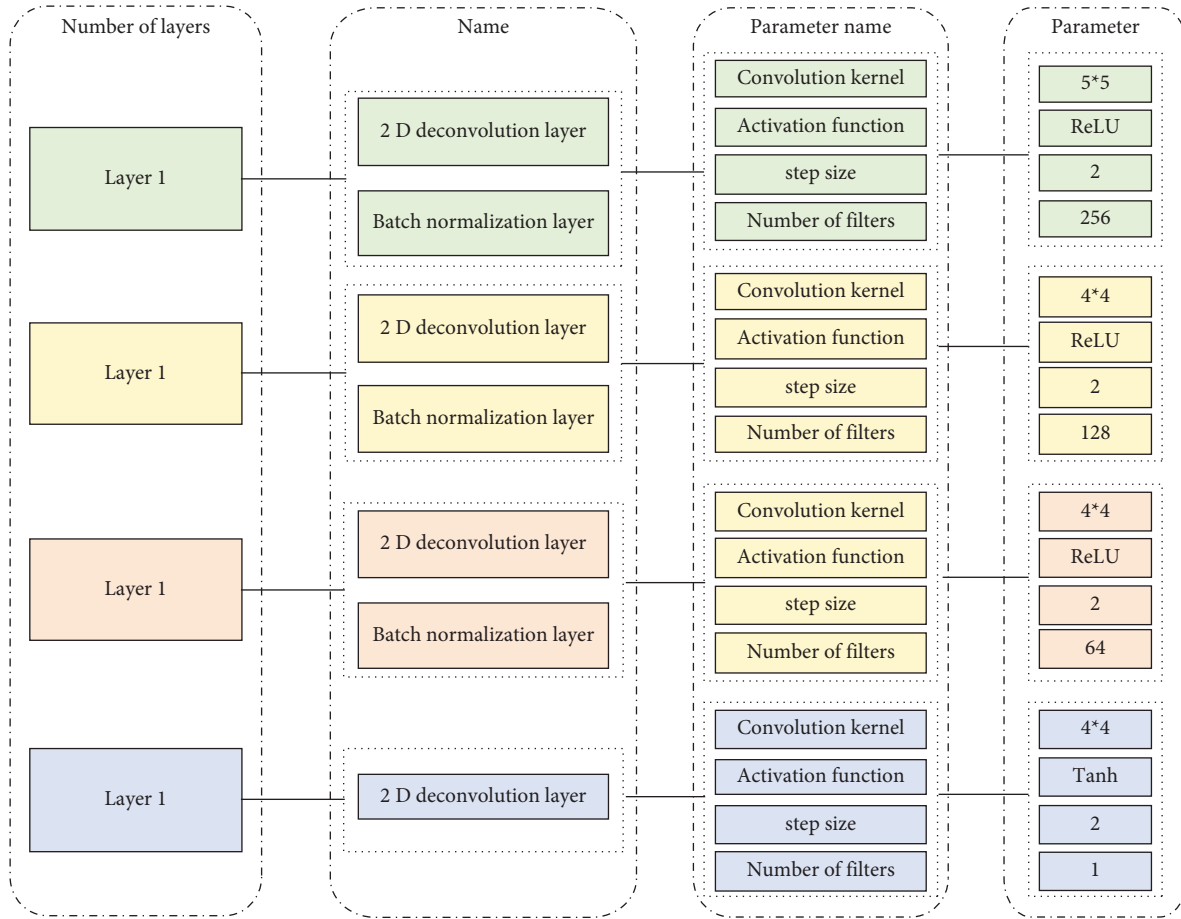 Number of layers
Name
Parameter name
Parameter
Layer 1
2 D deconvolution layer
Batch normalization layer
Convolution kernel
Activation function
step size
Number of filters
5*5
ReLU
2
256
Layer 1
2 D deconvolution layer
Batch normalization layer
Convolution kernel
Activation function
step size
Number of filters
4*4
ReLU
2
128
Layer 1
2 D deconvolution layer
Batch normalization layer
Convolution kernel
Activation function
step size
Number of filters
4*4
ReLU
2
64
Layer 1
2 D deconvolution layer
Convolution kernel
Activation function
step size
Number of filters
4*4
Tanh
2
1